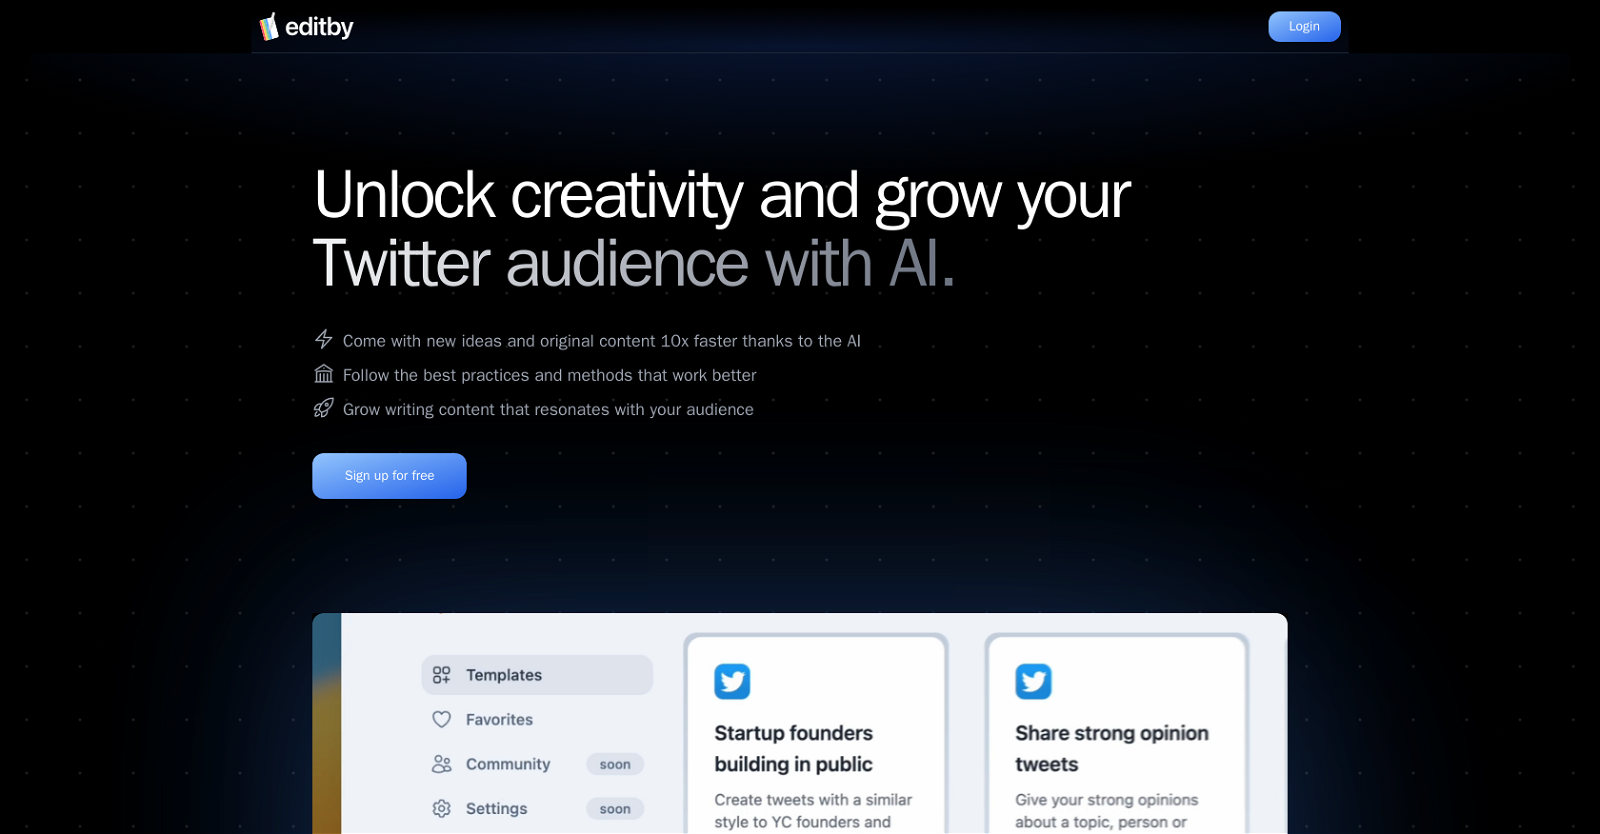 editby
Login
Unlock creativity and grow your
Twitter audience with AI.
Come with new ideas and original content 10x faster thanks to the AI
Follow the best practices and methods that work better
Grow writing content that resonates with your audience
Sign up for free
Templates
Favorites
Community soon
Settings soon
Startup founders
building in public
Create tweets with a similar
style to YC founders and
Share strong opinion
tweets
Give your strong opinions
about a topic, person or